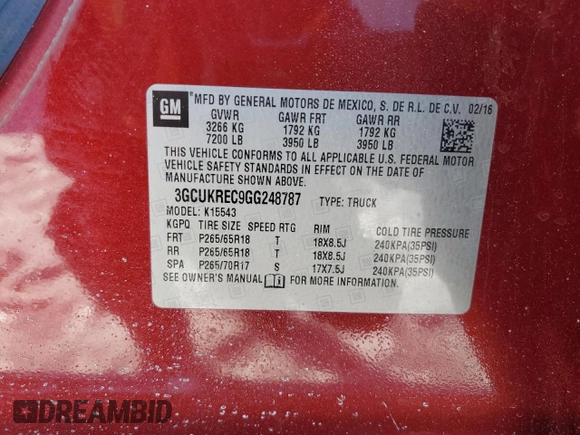 GM
MFD BY GENERAL MOTORS DE MEXICO, S. DE R.L. DE C.V. 02/16
GVWR GAWR FRT GAWR RR
3266 KG 1792 KG 1792 KG
7200 LB 3950 LB 3950 LB
THIS VEHICLE CONFORMS TO ALL APPLICABLE U.S. FEDERAL MOTOR
VEHICLE SAFETY STANDARDS IN EFFECT ON THE DATE OF
MANUFACTURE SHOWN ABOVE.
3GCUKREC9GG248787 TYPE: TRUCK
MODEL: K15543
KGPQ TIRE SIZE SPEED RTG RIM COLD TIRE PRESSURE
FRT P265/65R18 T 18X8.5J 240KPA(35PSI)
RR P265/65R18 T 18X8.5J 240KPA(35PSI)
SPA P265/70R17 S 17X7.5J 240KPA(35PSI)
SEE OWNER'S MANUAL FOR MORE INFORMATION.
DREAMBID